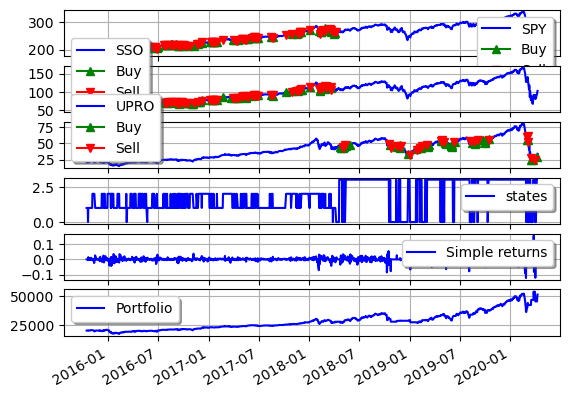 300
200
SPY
Buy
SSO
Buy
Sell
150
100
50
UPRO
Buy
Sell
75
50
25
2.5
0.0
states
0.1
0.0
−0.1
Simple returns
50000
25000
Portfolio
2016-01
2016-07
2017-01
2017-07
2018-01
2018-07
2019-01
2019-07
2020-01